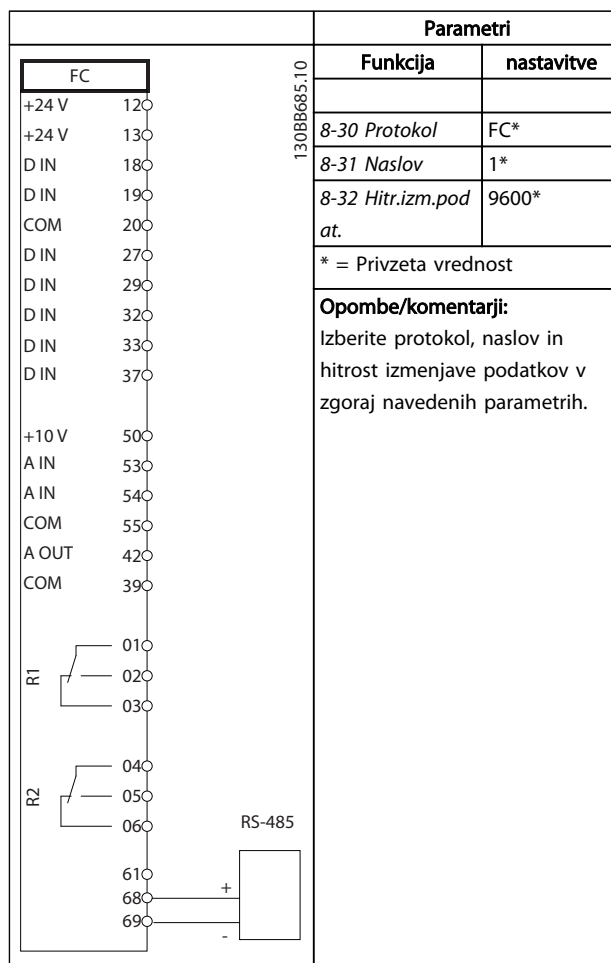 FC
+24 V 12
+24 V 13
D IN 18
D IN 19
COM 20
D IN 27
D IN 29
D IN 32
D IN 33
D IN 37
+10 V 50
A IN 53
A IN 54
COM 55
A OUT 42
COM 39
R1
01
02
03
R2
04
05
06
RS-485
61
68 +
69 -
130BB685.10
Parametri
Funkcija nastavitve
8-30 Protokol FC*
8-31 Naslov 1*
8-32 Hitr.izm.pod 9600*
at.
* = Privzeta vrednost
Opombe/komentarji:
Izberite protokol, naslov in
hitrost izmenjave podatkov v
zgoraj navedenih parametrih.